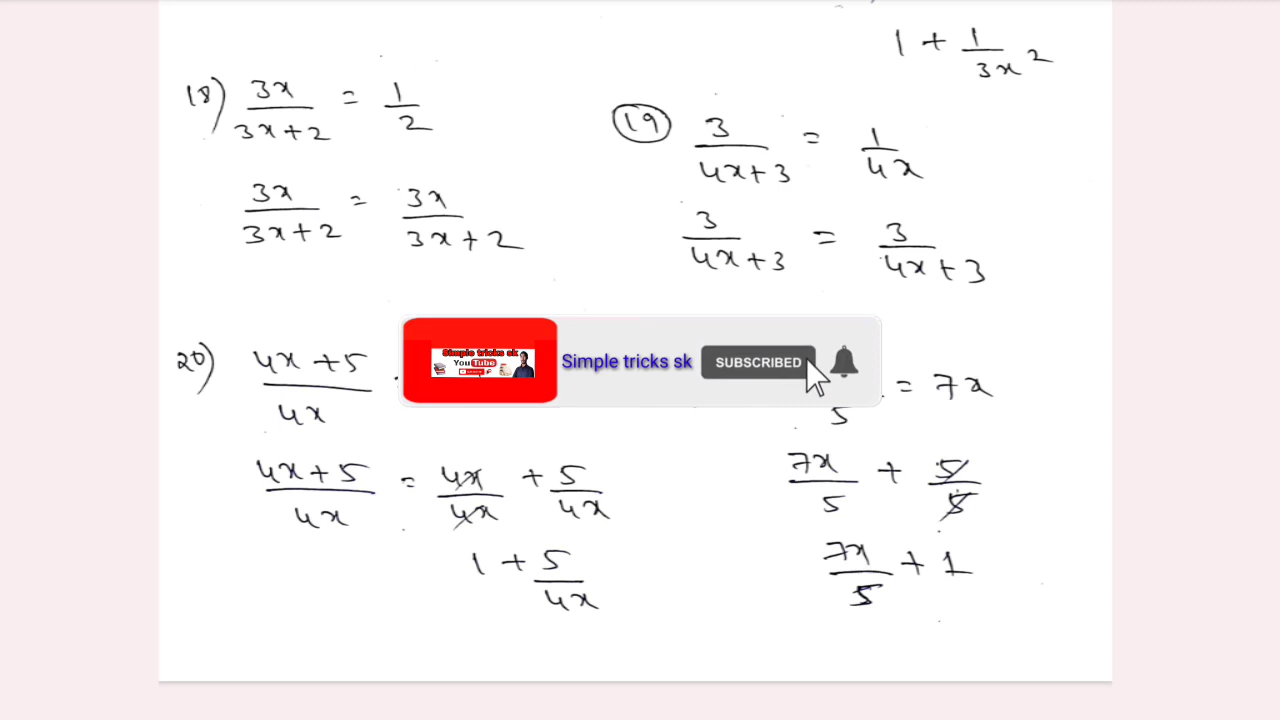 1 + 1/3x²
18) 3x/3x+2 = 1/2
3x/3x+2 = 3x/3x+2
19 3/4x+3 = 1/4x
3/4x+3 = 3/4x+3
20) 4x+5/4x
4x+5/4x = 4x/4x + 5/4x
1 + 5/4x
5 = 7x
7x/5 + 5/5
7x/5 + 1
Simple tricks sk
YouTube
Simple tricks sk
SUBSCRIBED